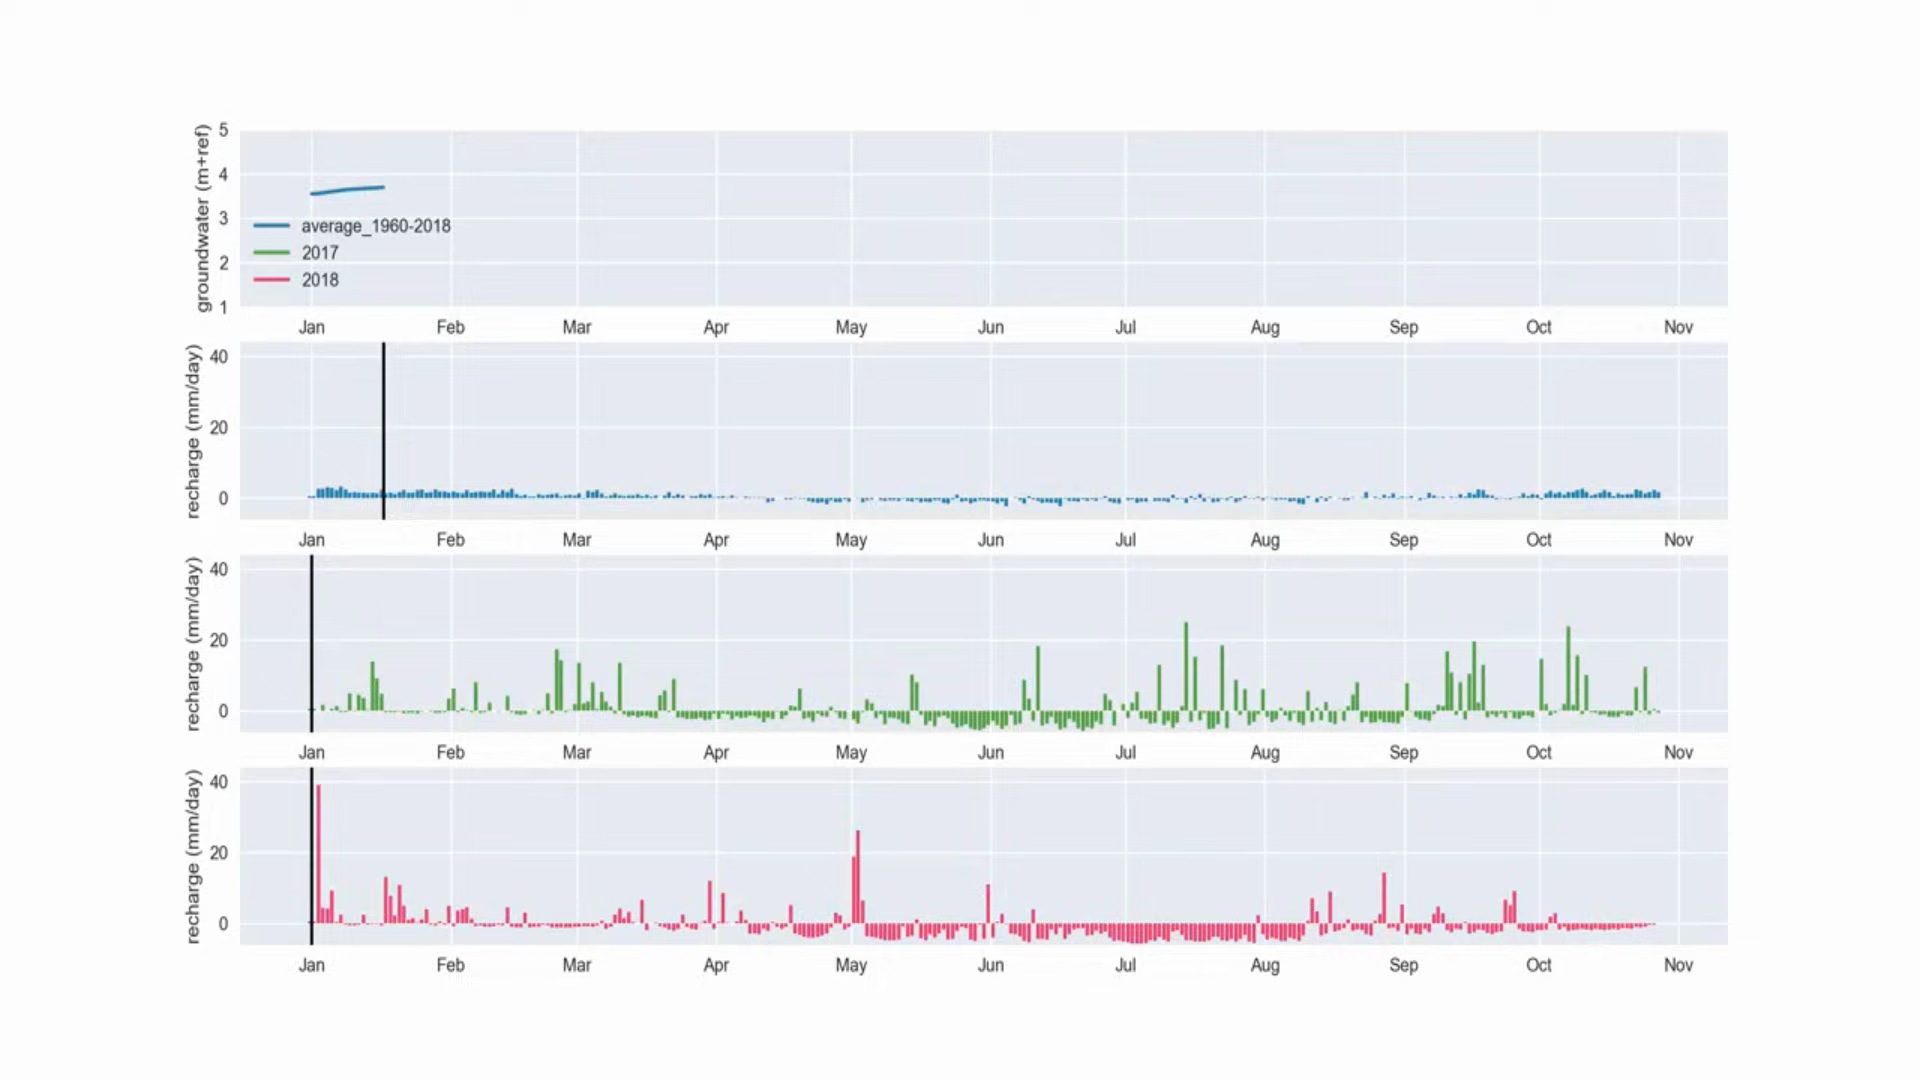 groundwater (m+ref)
5
4
3
2
1
average_1960-2018
2017
2018
Jan Feb Mar Apr May Jun Jul Aug Sep Oct Nov
recharge (mm/day)
40
20
0
Jan Feb Mar Apr May Jun Jul Aug Sep Oct Nov
recharge (mm/day)
40
20
0
Jan Feb Mar Apr May Jun Jul Aug Sep Oct Nov
recharge (mm/day)
40
20
0
Jan Feb Mar Apr May Jun Jul Aug Sep Oct Nov